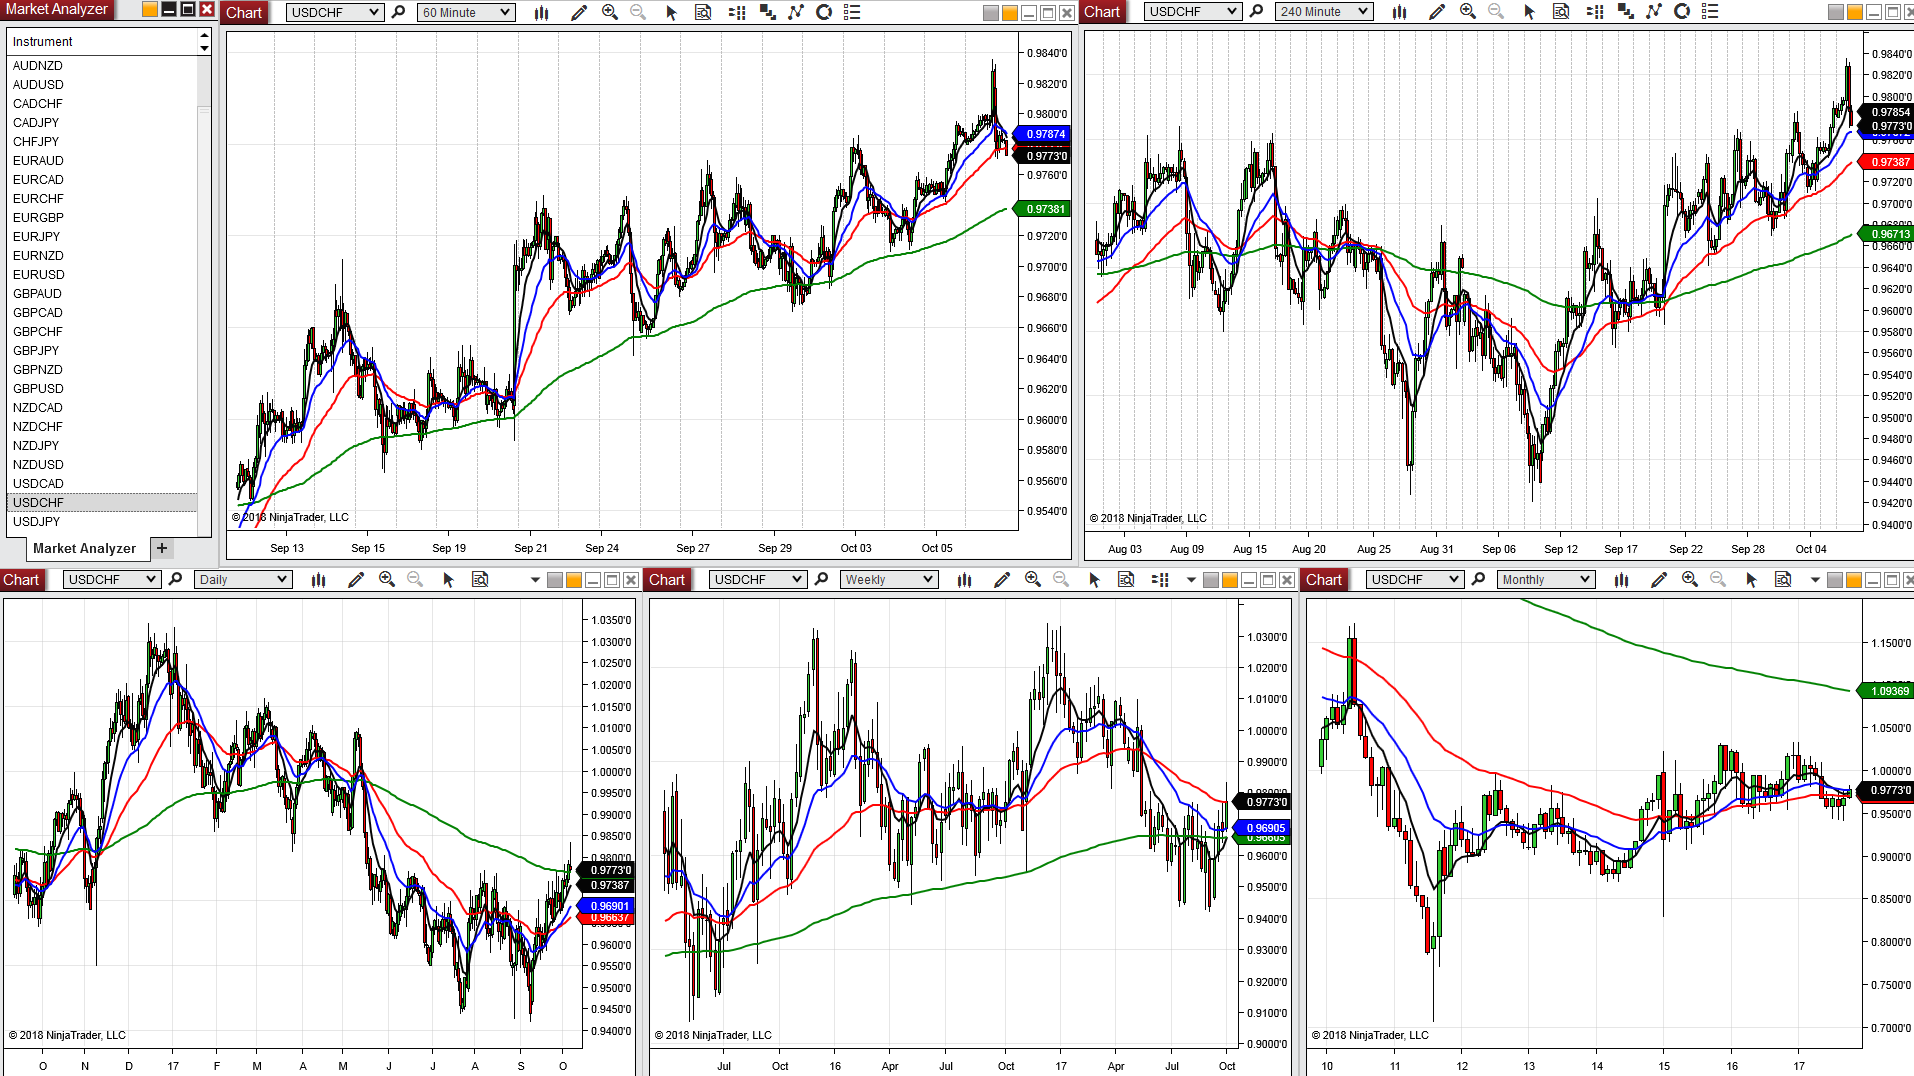 Market Analyzer
Instrument
AUDNZD
AUDUSD
CADCHF
CADJPY
CHFJPY
EURAUD
EURCAD
EURCHF
EURGBP
EURJPY
EURNZD
EURUSD
GBPAUD
GBPCAD
GBPCHF
GBPJPY
GBPNZD
GBPUSD
NZDCAD
NZDCHF
NZDJPY
NZDUSD
USDCAD
USDCHF
USDJPY
Market Analyzer +
Chart USDCHF 60 Minute
0.9840'0
0.9820'0
0.9800'0
0.97874
0.9773'0
0.9760'0
0.97381
0.9720'0
0.9700'0
0.9680'0
0.9660'0
0.9640'0
0.9620'0
0.9600'0
0.9580'0
0.9560'0
0.9540'0
© 2018 NinjaTrader, LLC
Sep 13 Sep 15 Sep 19 Sep 21 Sep 24 Sep 27 Sep 29 Oct 03 Oct 05
Chart USDCHF 240 Minute
0.9840'0
0.9820'0
0.9800'0
0.97854
0.9773'0
0.9760'0
0.97387
0.9720'0
0.9700'0
0.96713
0.9660'0
0.9640'0
0.9620'0
0.9600'0
0.9580'0
0.9560'0
0.9540'0
0.9520'0
0.9500'0
0.9480'0
0.9460'0
0.9440'0
0.9420'0
0.9400'0
© 2018 NinjaTrader, LLC
Aug 03 Aug 09 Aug 15 Aug 20 Aug 25 Aug 31 Sep 06 Sep 12 Sep 17 Sep 22 Sep 28 Oct 04
Chart USDCHF Daily
1.0350'0
1.0300'0
1.0250'0
1.0200'0
1.0150'0
1.0100'0
1.0050'0
1.0000'0
0.9950'0
0.9900'0
0.9850'0
0.9800'0
0.9773'0
0.97387
0.96901
0.96637
0.9600'0
0.9550'0
0.9500'0
0.9450'0
0.9400'0
© 2018 NinjaTrader, LLC
O N D 17 F M A M J J A S O
Chart USDCHF Weekly
1.0300'0
1.0200'0
1.0100'0
1.0000'0
0.9900'0
0.9773'0
0.96905
0.9600'0
0.9500'0
0.9400'0
0.9300'0
0.9200'0
0.9100'0
0.9000'0
© 2018 NinjaTrader, LLC
Jul Oct 16 Apr Jul Oct 17 Apr Jul Oct
Chart USDCHF Monthly
1.1500'0
1.09369
1.0500'0
1.0000'0
0.9773'0
0.9500'0
0.9000'0
0.8500'0
0.8000'0
0.7500'0
0.7000'0
© 2018 NinjaTrader, LLC
10 11 12 13 14 15 16 17